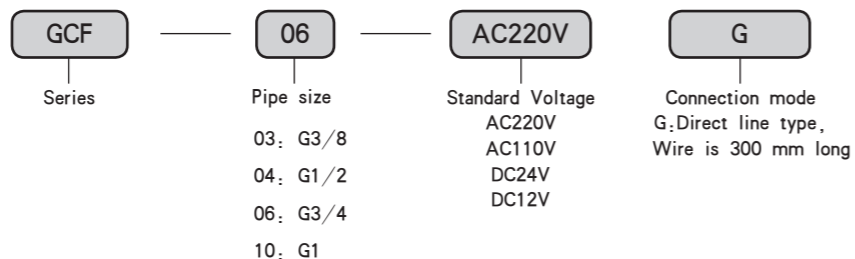 GCF 06 AC220V G
Series
Pipe size
03: G3/8
04: G1/2
06: G3/4
10: G1
Standard Voltage
AC220V
AC110V
DC24V
DC12V
Connection mode
G:Direct line type,
Wire is 300 mm long